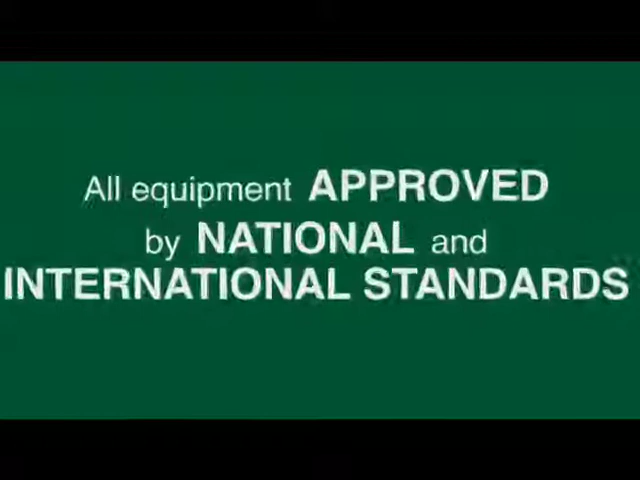 All equipment APPROVED
by NATIONAL and
INTERNATIONAL STANDARDS